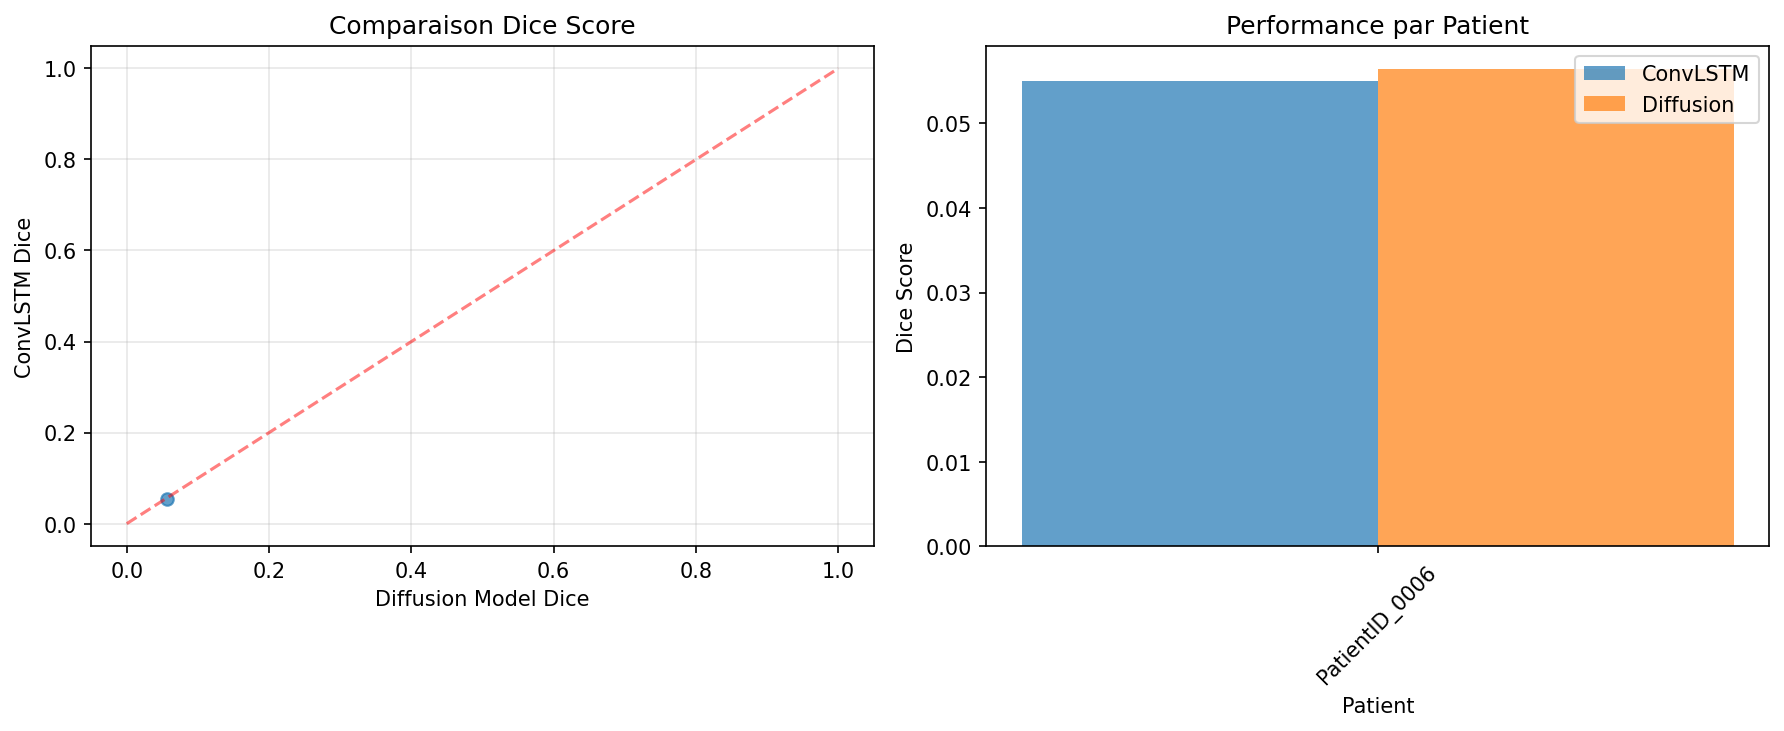 Comparaison Dice Score
1.0
0.8
0.6
0.4
0.2
0.0
ConvLSTM Dice
0.0 0.2 0.4 0.6 0.8 1.0
Diffusion Model Dice
Performance par Patient
ConvLSTM
Diffusion
0.05
0.04
0.03
0.02
0.01
0.00
Dice Score
PatientID_0006
Patient